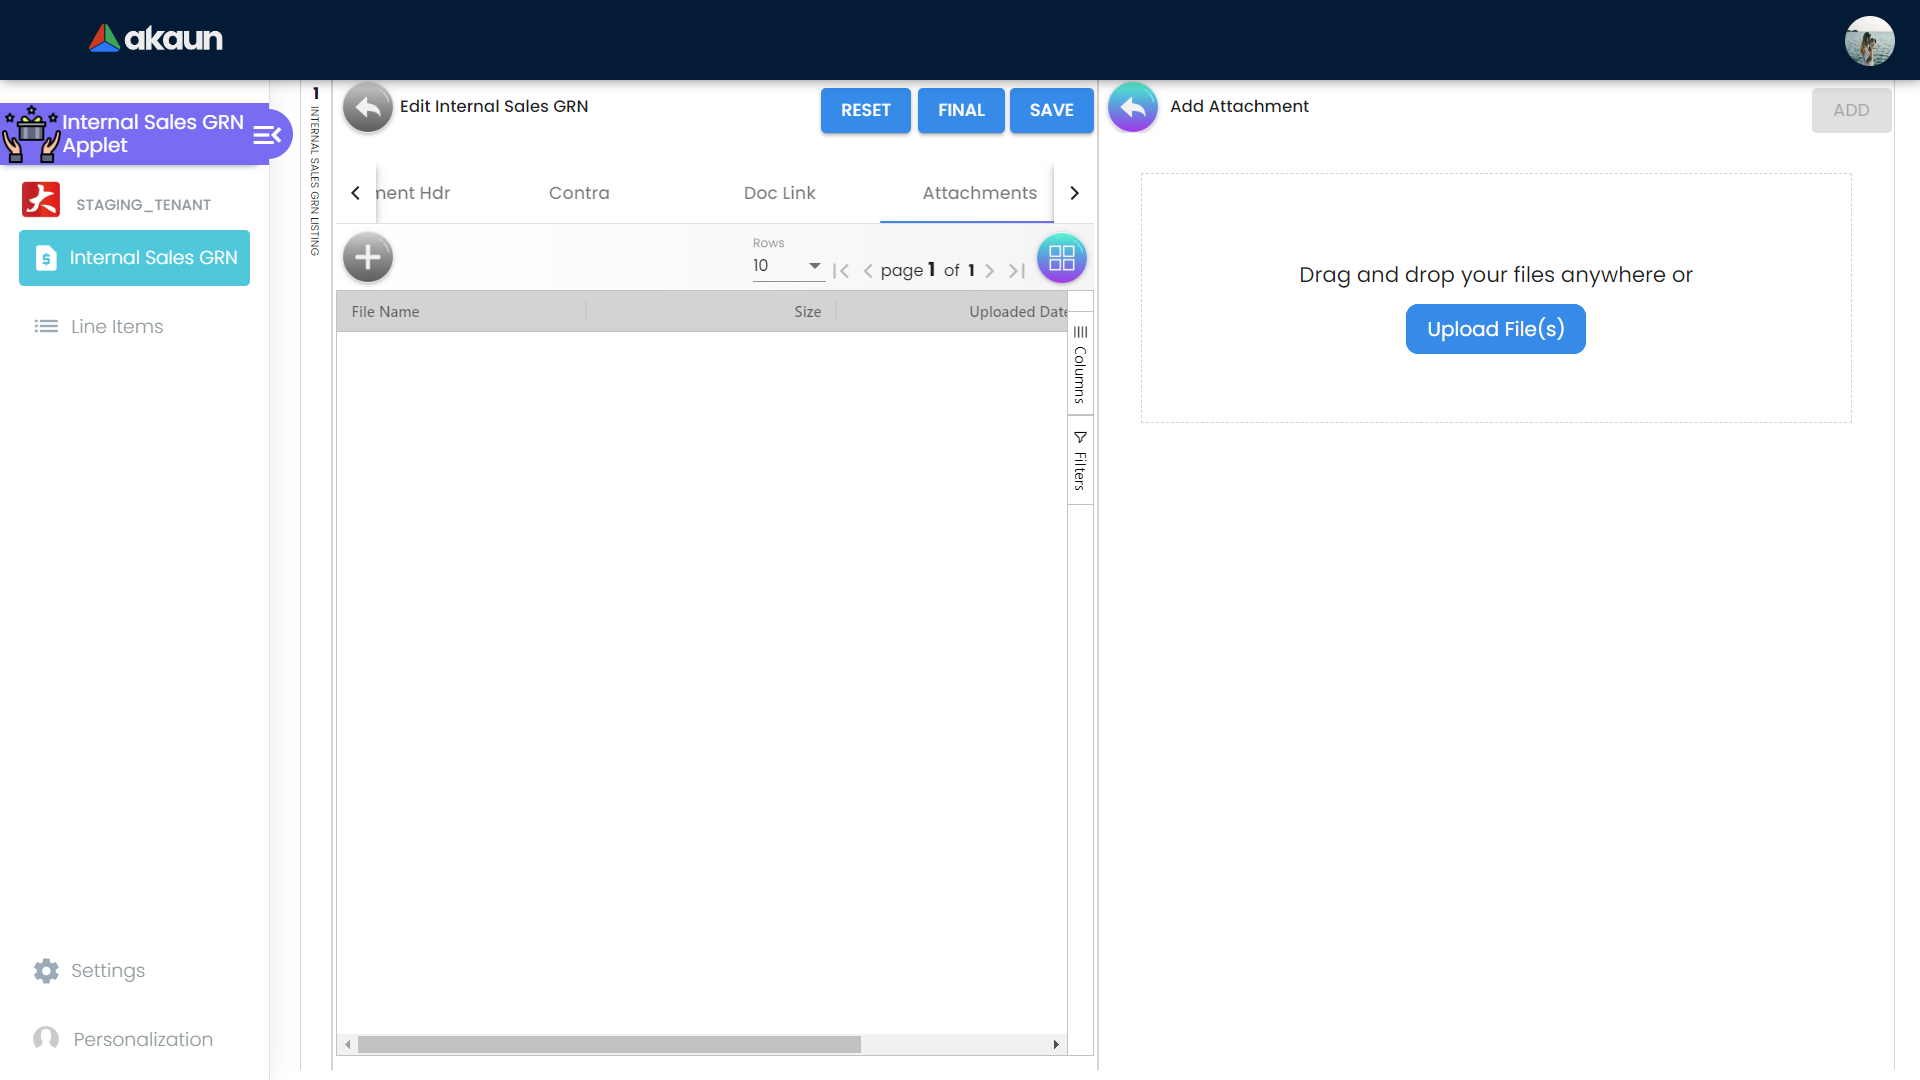 akaun
Internal Sales GRN
Applet
STAGING_TENANT
Internal Sales GRN
Line Items
Settings
Personalization
1
INTERNAL SALES GRN LISTING
Edit Internal Sales GRN
RESET
FINAL
SAVE
ment Hdr
Contra
Doc Link
Attachments
Rows
10
page 1 of 1
File Name
Size
Uploaded Date
Columns
Filters
Add Attachment
ADD
Drag and drop your files anywhere or
Upload File(s)